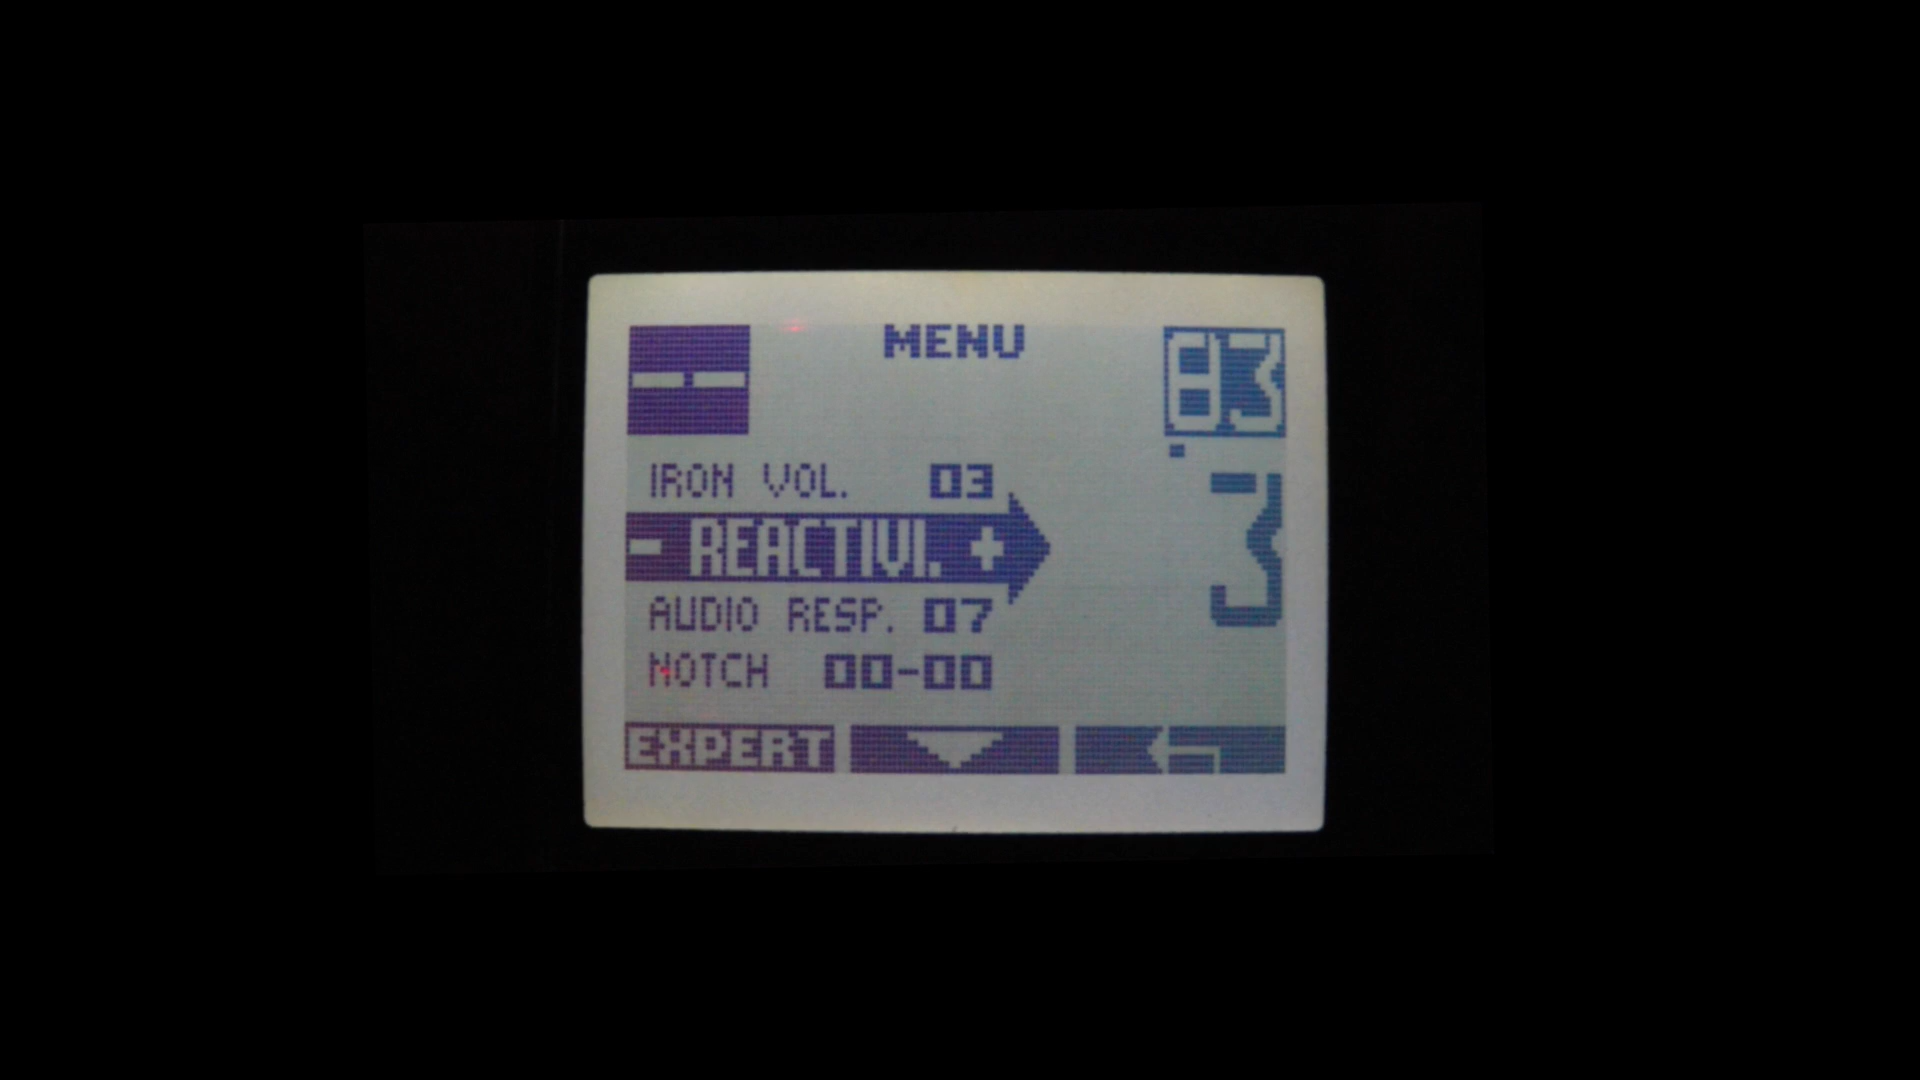 MENU
83
IRON VOL. 03
- REACTIVI. +
3
AUDIO RESP. 07
NOTCH 00-00
EXPERT